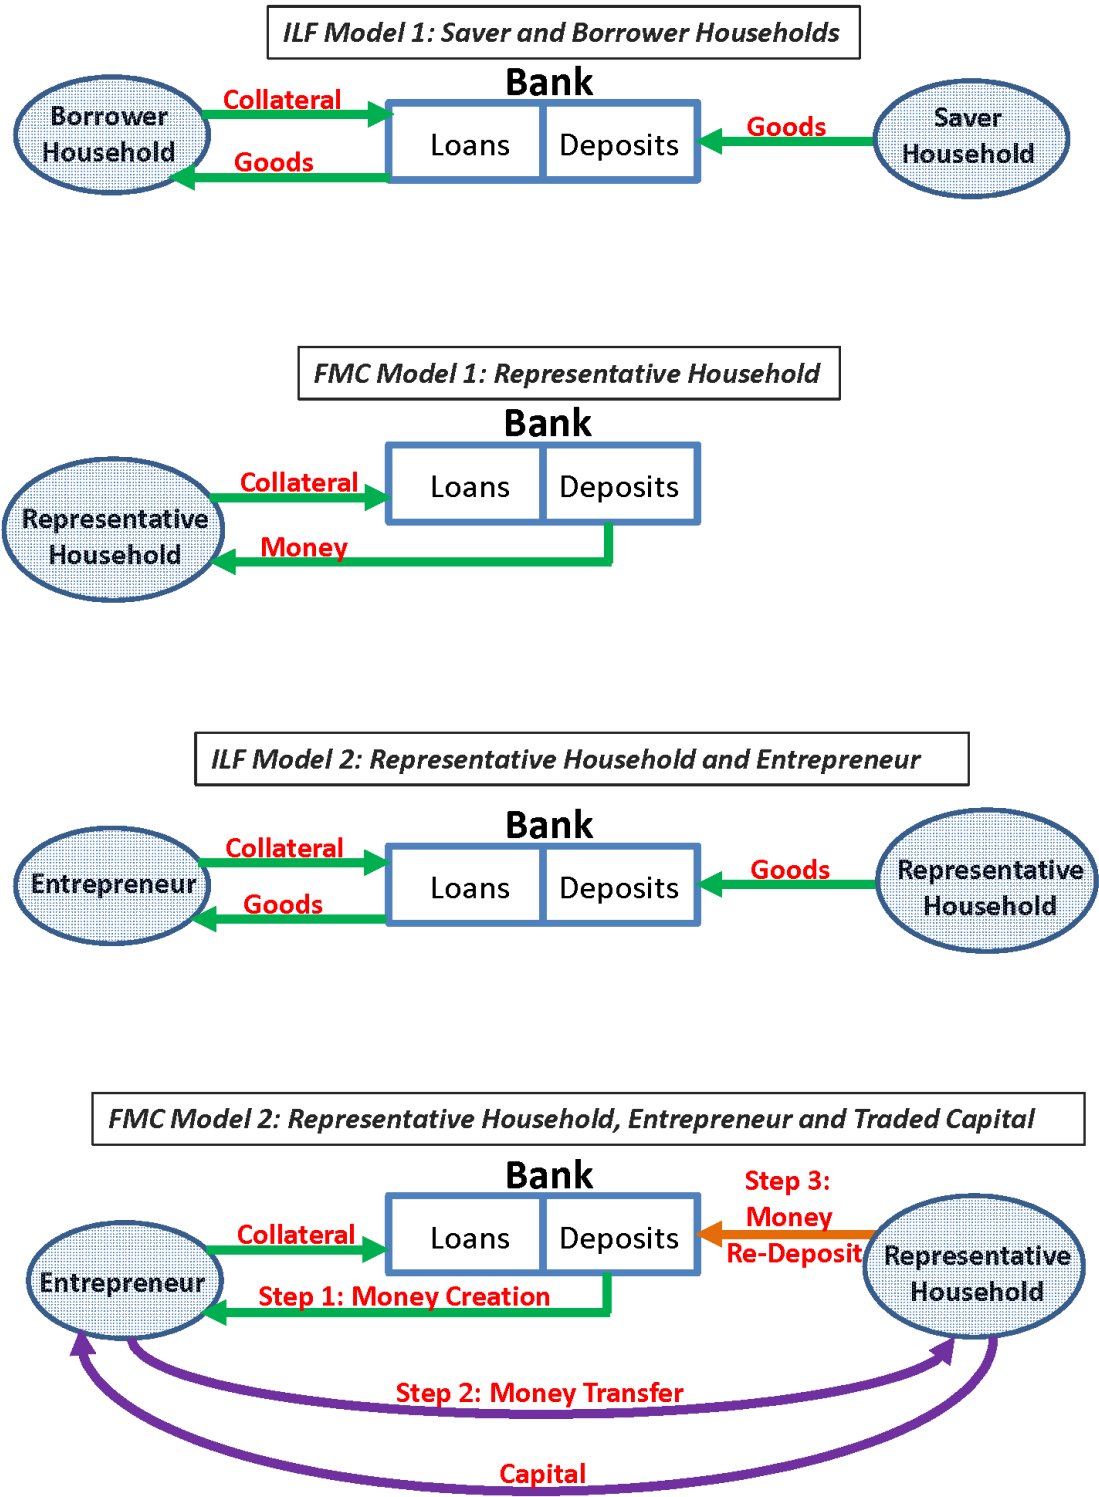 ILF Model 1: Saver and Borrower Households
Bank
Borrower
Household
Collateral
Goods
Loans
Deposits
Goods
Saver
Household
FMC Model 1: Representative Household
Bank
Representative
Household
Collateral
Money
Loans
Deposits
ILF Model 2: Representative Household and Entrepreneur
Bank
Entrepreneur
Collateral
Goods
Loans
Deposits
Goods
Representative
Household
FMC Model 2: Representative Household, Entrepreneur and Traded Capital
Bank
Entrepreneur
Collateral
Step 1: Money Creation
Loans
Deposits
Step 3:
Money
Re-Deposit
Representative
Household
Step 2: Money Transfer
Capital